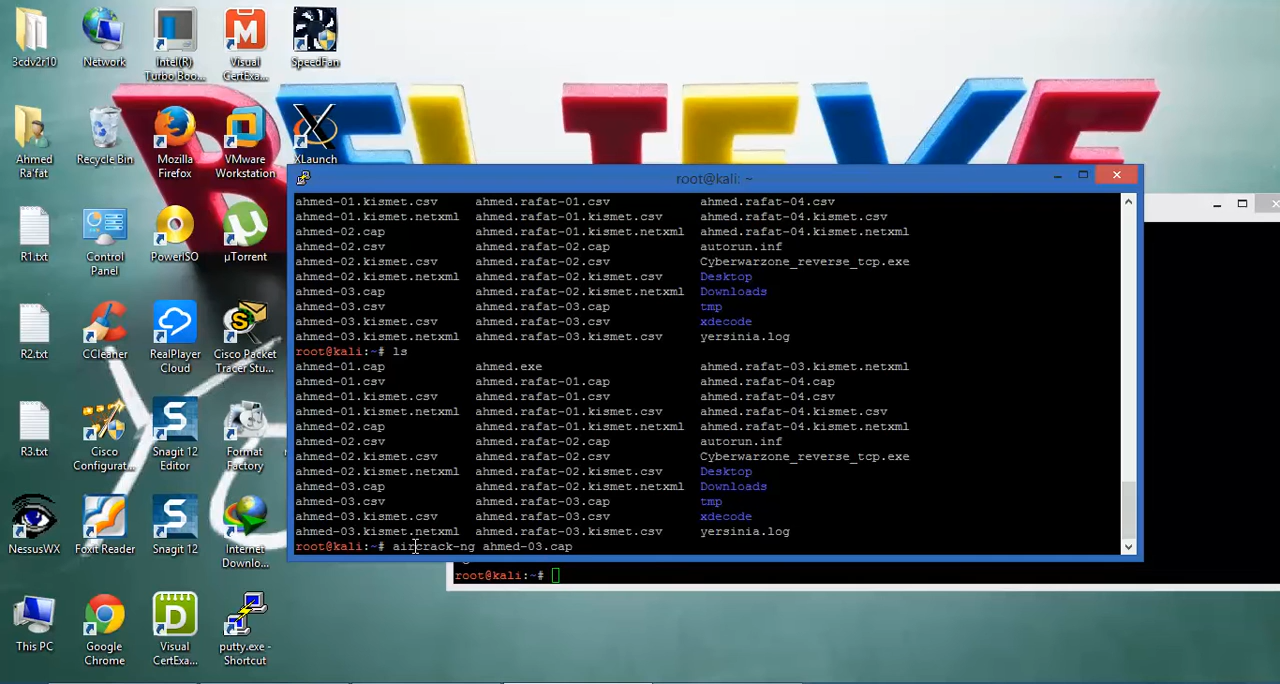 3cdv2r10
Network
Intel(R)
Turbo Boo...
Visual
CertExa...
SpeedFan
BELIEVE
Ahmed
Ra'fat
Recycle Bin
Mozilla
Firefox
VMware
Workstation
XLaunch
R1.txt
Control
Panel
PowerISO
µTorrent
R2.txt
CCleaner
RealPlayer
Cloud
Cisco Packet
Tracer Stu...
R3.txt
Cisco
Configurat...
Snagit 12
Editor
Format
Factory
NessusWX
Foxit Reader
Snagit 12
Internet
Downlo...
This PC
Google
Chrome
Visual
CertExa...
putty.exe -
Shortcut
root@kali: ~
ahmed-01.kismet.csv ahmed.rafat-01.csv ahmed.rafat-04.csv
ahmed-01.kismet.netxml ahmed.rafat-01.kismet.csv ahmed.rafat-04.kismet.csv
ahmed-02.cap ahmed.rafat-01.kismet.netxml ahmed.rafat-04.kismet.netxml
ahmed-02.csv ahmed.rafat-02.cap autorun.inf
ahmed-02.kismet.csv ahmed.rafat-02.csv Cyberwarzone_reverse_tcp.exe
ahmed-02.kismet.netxml ahmed.rafat-02.kismet.csv Desktop
ahmed-03.cap ahmed.rafat-02.kismet.netxml Downloads
ahmed-03.csv ahmed.rafat-03.cap tmp
ahmed-03.kismet.csv ahmed.rafat-03.csv xdecode
ahmed-03.kismet.netxml ahmed.rafat-03.kismet.csv yersinia.log
root@kali:~# ls
ahmed-01.cap ahmed.exe ahmed.rafat-03.kismet.netxml
ahmed-01.csv ahmed.rafat-01.cap ahmed.rafat-04.cap
ahmed-01.kismet.csv ahmed.rafat-01.csv ahmed.rafat-04.csv
ahmed-01.kismet.netxml ahmed.rafat-01.kismet.csv ahmed.rafat-04.kismet.csv
ahmed-02.cap ahmed.rafat-01.kismet.netxml ahmed.rafat-04.kismet.netxml
ahmed-02.csv ahmed.rafat-02.cap autorun.inf
ahmed-02.kismet.csv ahmed.rafat-02.csv Cyberwarzone_reverse_tcp.exe
ahmed-02.kismet.netxml ahmed.rafat-02.kismet.csv Desktop
ahmed-03.cap ahmed.rafat-02.kismet.netxml Downloads
ahmed-03.csv ahmed.rafat-03.cap tmp
ahmed-03.kismet.csv ahmed.rafat-03.csv xdecode
ahmed-03.kismet.netxml ahmed.rafat-03.kismet.csv yersinia.log
root@kali:~# aircrack-ng ahmed-03.cap
root@kali:~#